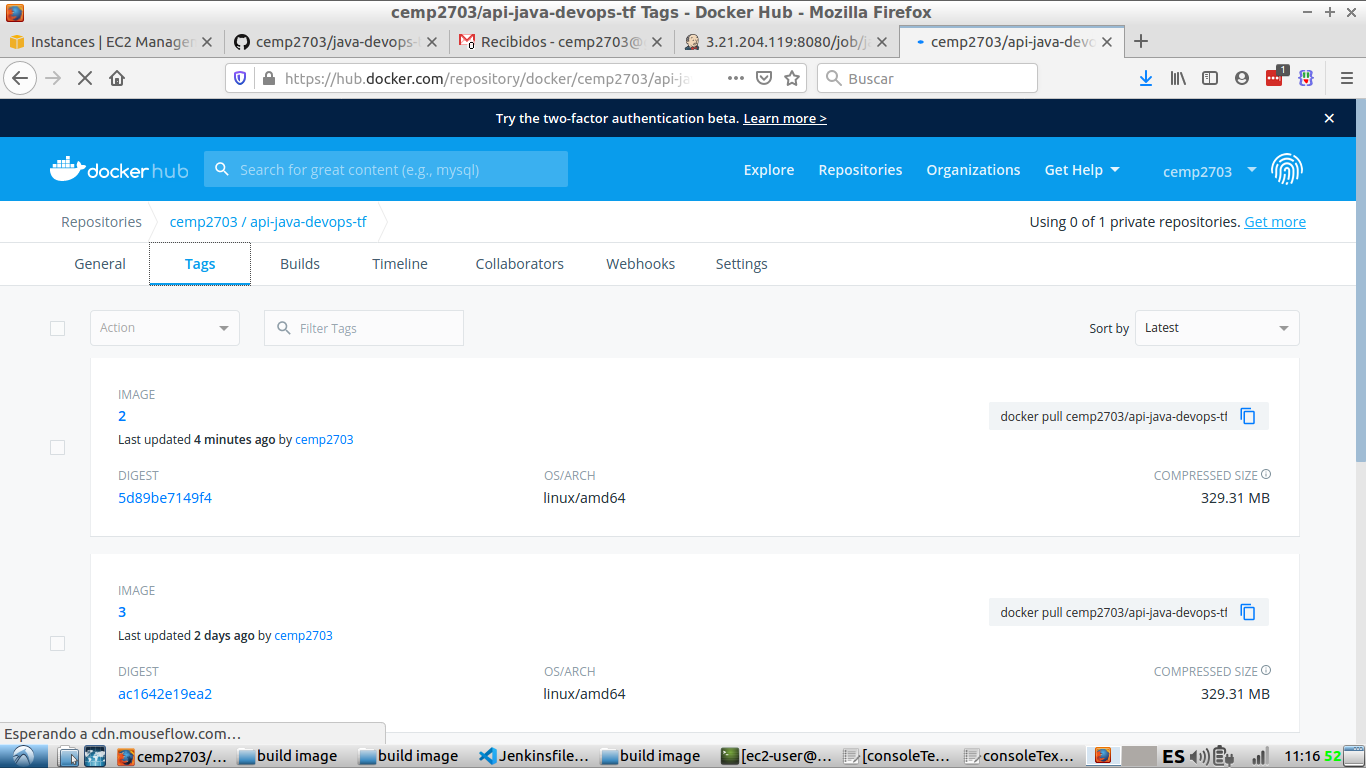 cemp2703/api-java-devops-tf Tags - Docker Hub - Mozilla Firefox
Instances | EC2 Manager
cemp2703/java-devops-
Recibidos - cemp2703@
3.21.204.119:8080/job/j
cemp2703/api-java-devo
https://hub.docker.com/repository/docker/cemp2703/api-ja
Buscar
1
Try the two-factor authentication beta. Learn more >
docker hub
Search for great content (e.g., mysql)
Explore
Repositories
Organizations
Get Help
cemp2703
Repositories
cemp2703 / api-java-devops-tf
Using 0 of 1 private repositories. Get more
General
Tags
Builds
Timeline
Collaborators
Webhooks
Settings
Action
Filter Tags
Sort by
Latest
IMAGE
2
docker pull cemp2703/api-java-devops-tf
Last updated 4 minutes ago by cemp2703
DIGEST
OS/ARCH
COMPRESSED SIZE
5d89be7149f4
linux/amd64
329.31 MB
IMAGE
3
docker pull cemp2703/api-java-devops-tf
Last updated 2 days ago by cemp2703
DIGEST
OS/ARCH
COMPRESSED SIZE
ac1642e19ea2
linux/amd64
329.31 MB
Esperando a cdn.mouseflow.com...
cemp2703/...
build image
build image
Jenkinsfile...
build image
[ec2-user@...
[consoleTe...
consoleTex...
ES
11:16
52